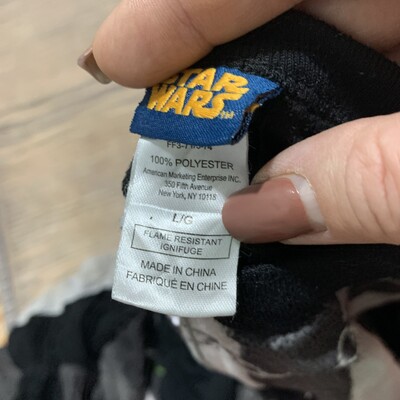 STAR
WARS
100% POLYESTER
American Marketing Enterprise INC.
350 Fifth Avenue
New York, NY 10118
L/G
FLAME RESISTANT
IGNIFUGE
MADE IN CHINA
FABRIQUÉ EN CHINE